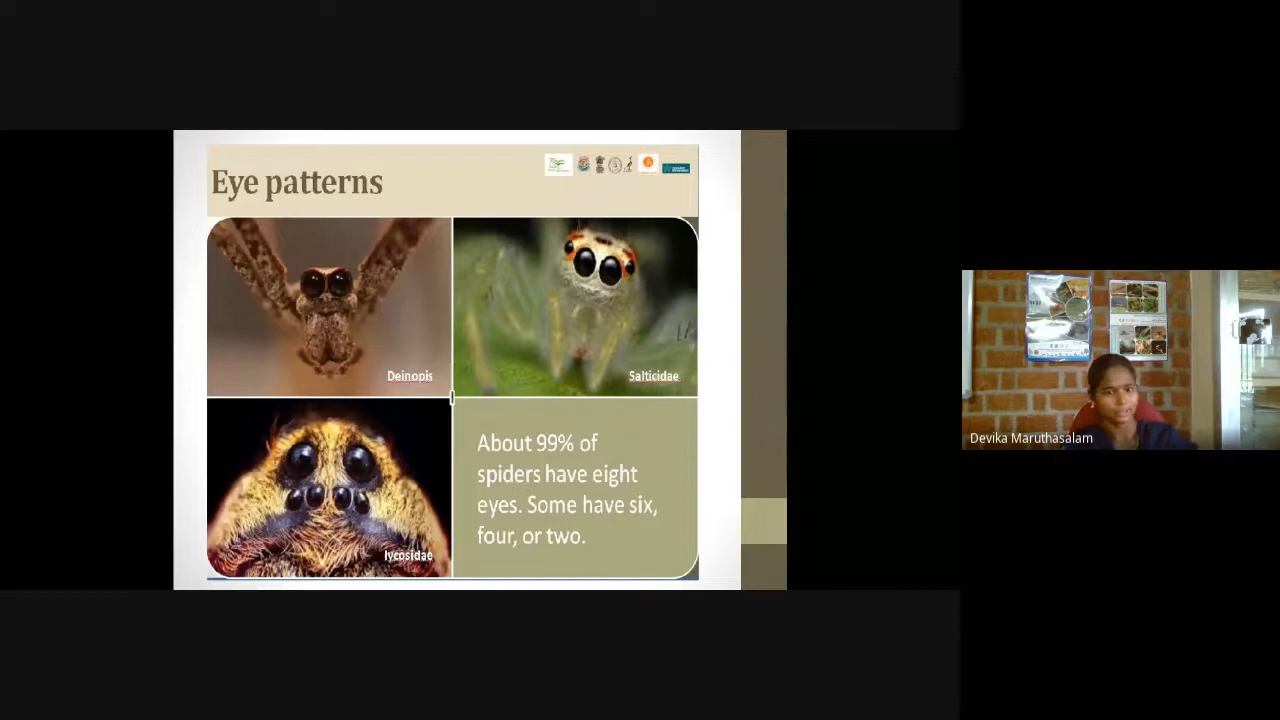 Eye patterns
Deinopis
Salticidae
lycosidae
About 99% of
spiders have eight
eyes. Some have six,
four, or two.
Devika Maruthasalam